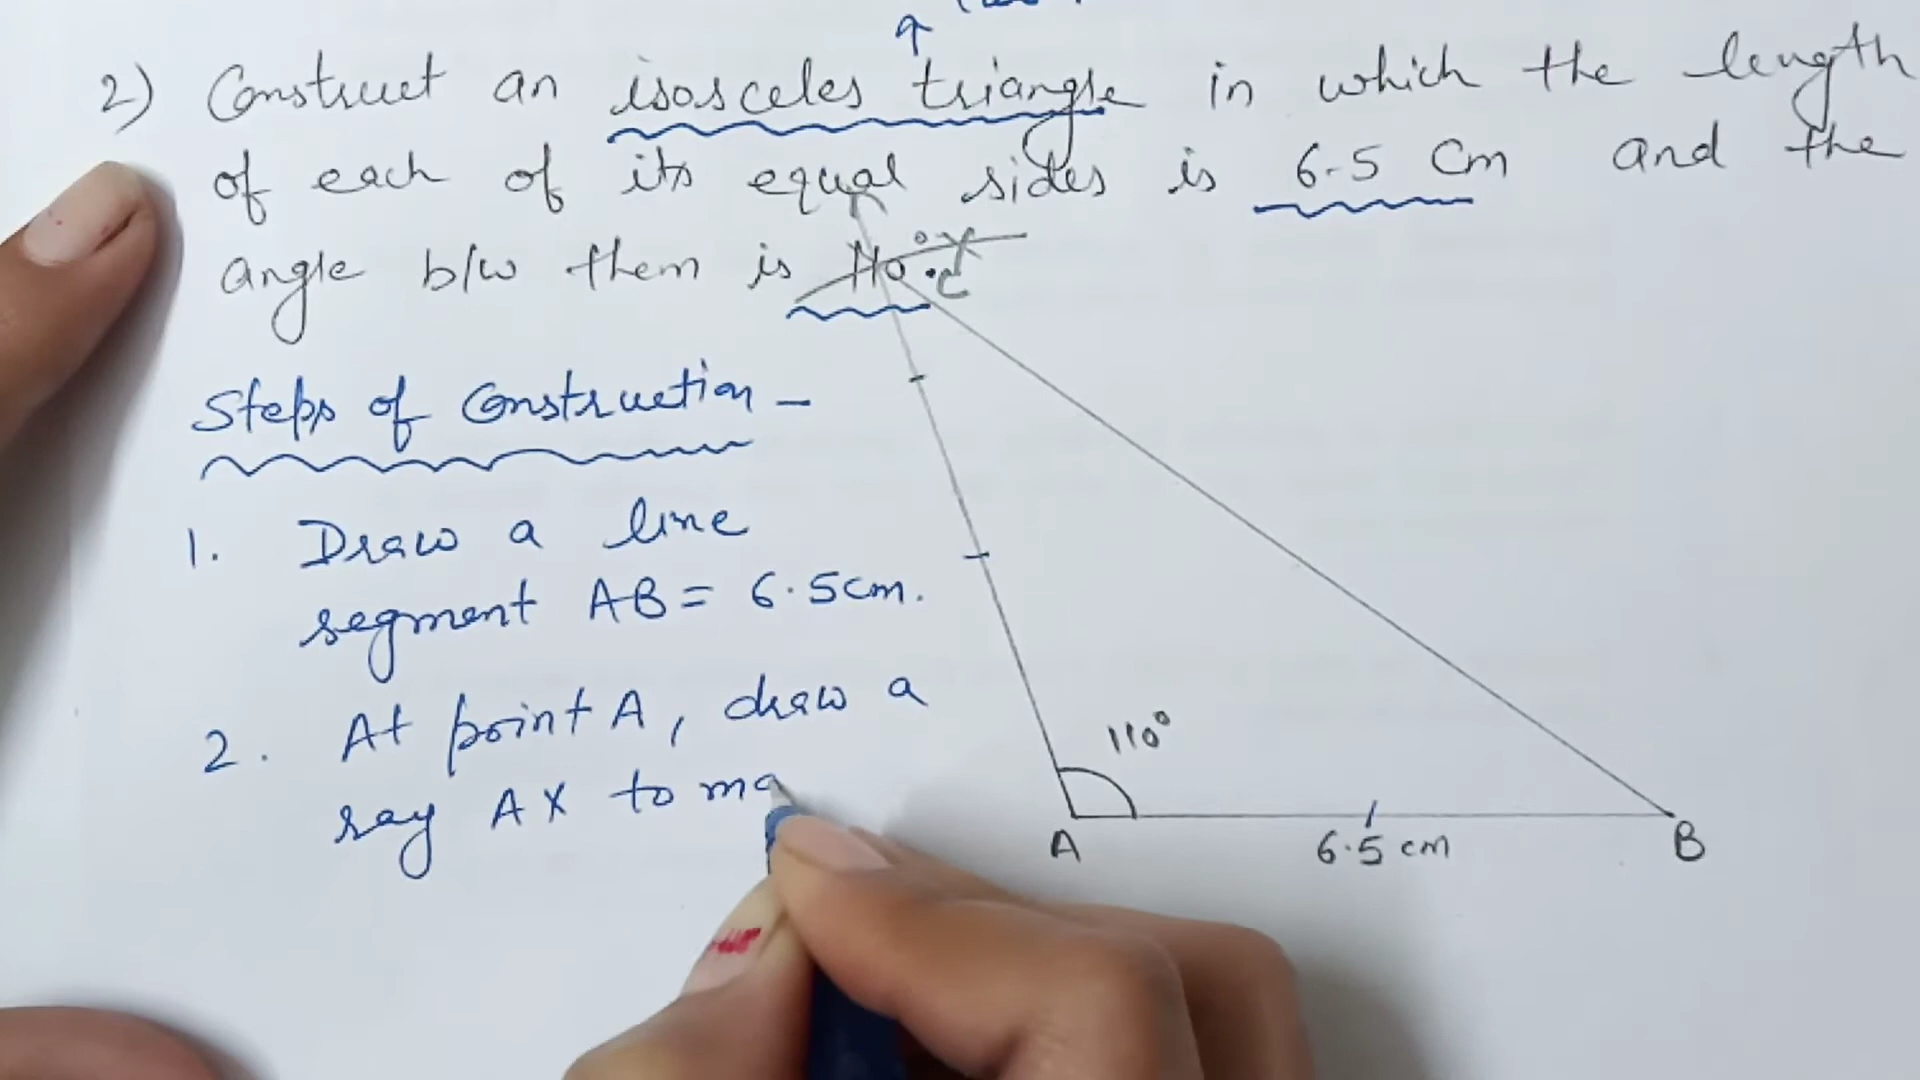 2) Construct an isosceles triangle in which the length
of each of its equal sides is 6.5 cm and the
angle b/w them is 110°
X
C
Steps of Construction -
1. Draw a line
segment AB = 6.5cm.
2. At point A, draw a
ray AX to ma
110°
A 6.5 cm B